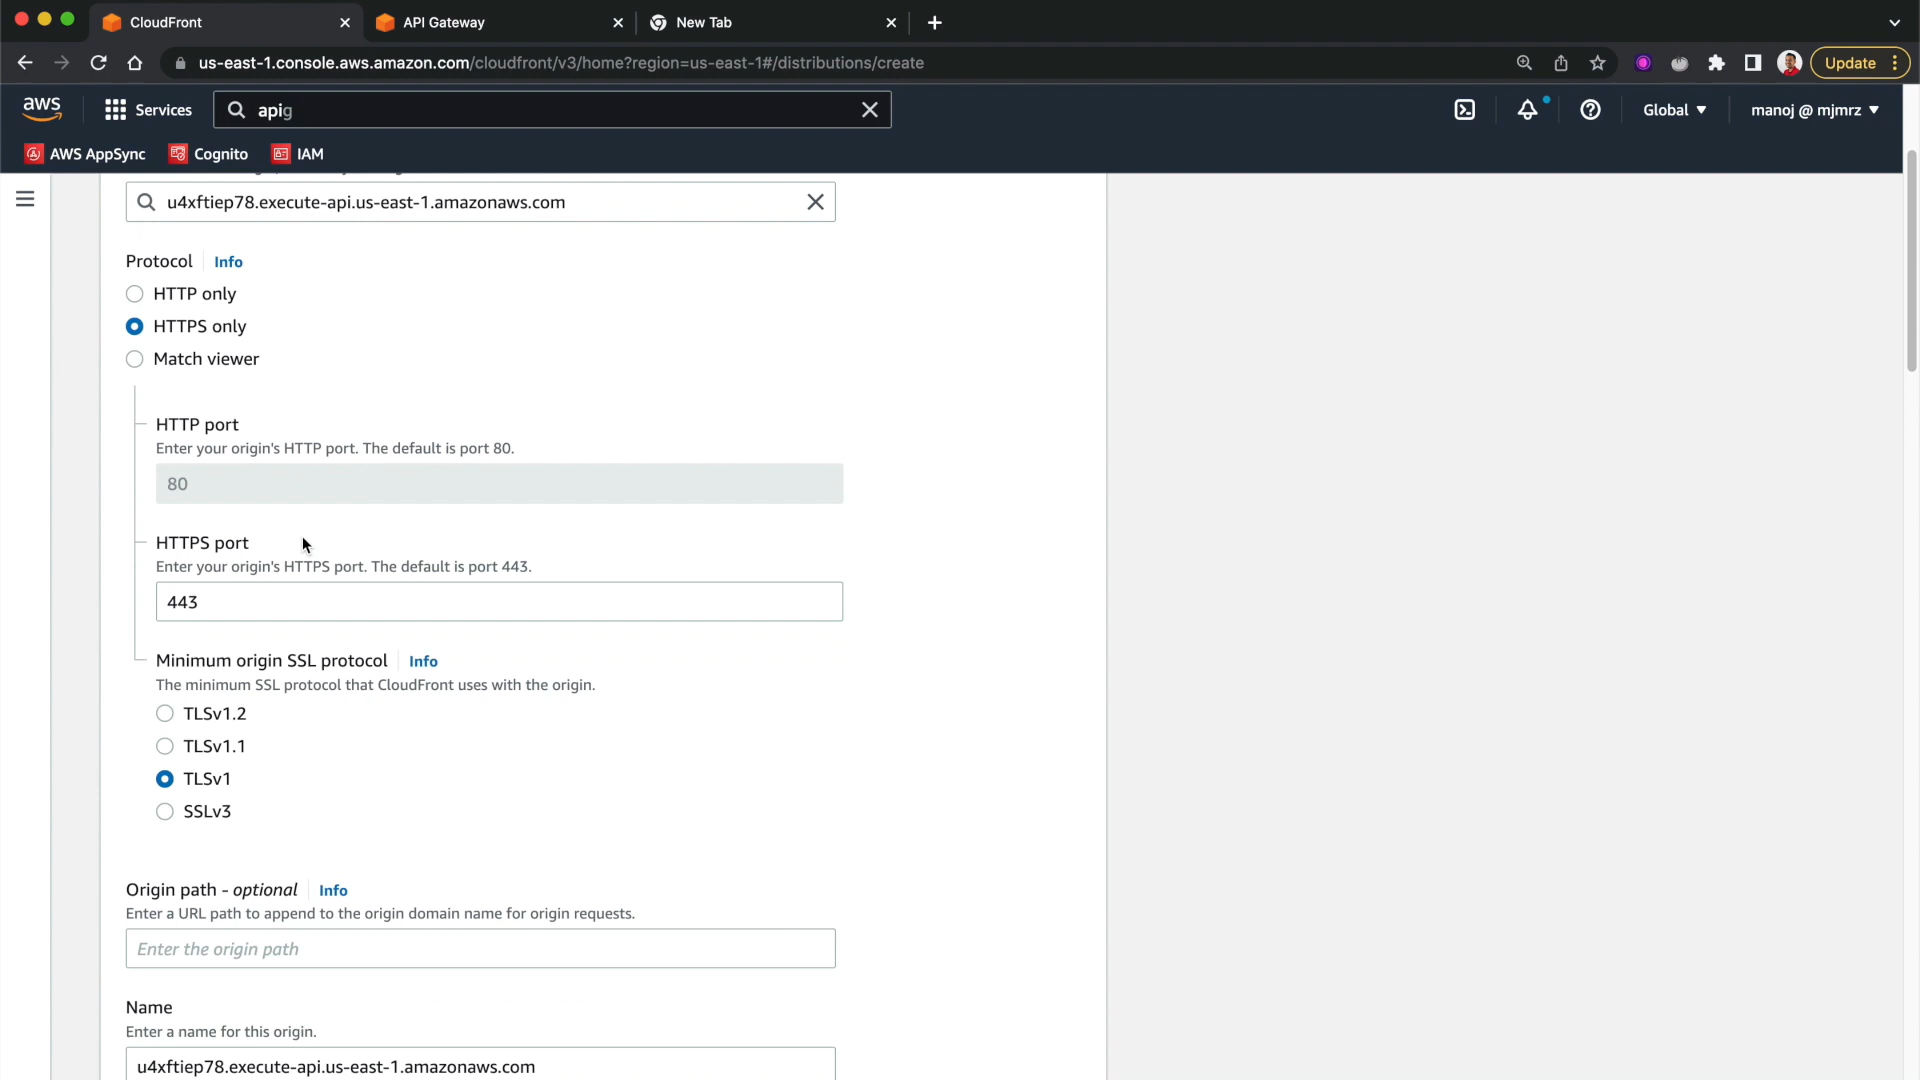 CloudFront
API Gateway
New Tab
us-east-1.console.aws.amazon.com/cloudfront/v3/home?region=us-east-1#/distributions/create
Update
aws
Services
apig
Global
manoj @ mjmrz
AWS AppSync
Cognito
IAM
u4xftiep78.execute-api.us-east-1.amazonaws.com
Protocol Info
HTTP only
HTTPS only
Match viewer
HTTP port
Enter your origin's HTTP port. The default is port 80.
80
HTTPS port
Enter your origin's HTTPS port. The default is port 443.
443
Minimum origin SSL protocol Info
The minimum SSL protocol that CloudFront uses with the origin.
TLSv1.2
TLSv1.1
TLSv1
SSLv3
Origin path - optional Info
Enter a URL path to append to the origin domain name for origin requests.
Enter the origin path
Name
Enter a name for this origin.
u4xftiep78.execute-api.us-east-1.amazonaws.com